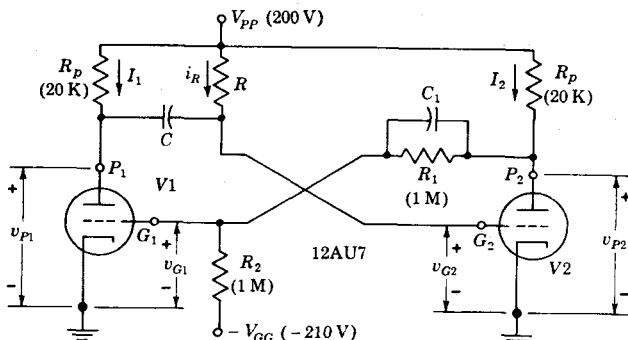 V_PP (200 V)
R_p
(20 K)
I_1
i_R
R
I_2
R_p
(20 K)
C
C_1
R_1
(1 M)
P_1
P_2
V1
+
v_P1
−
G_1
+
v_G1
−
R_2
(1 M)
12AU7
+
v_G2
−
G_2
V2
+
v_P2
−
− V_GG (− 210 V)